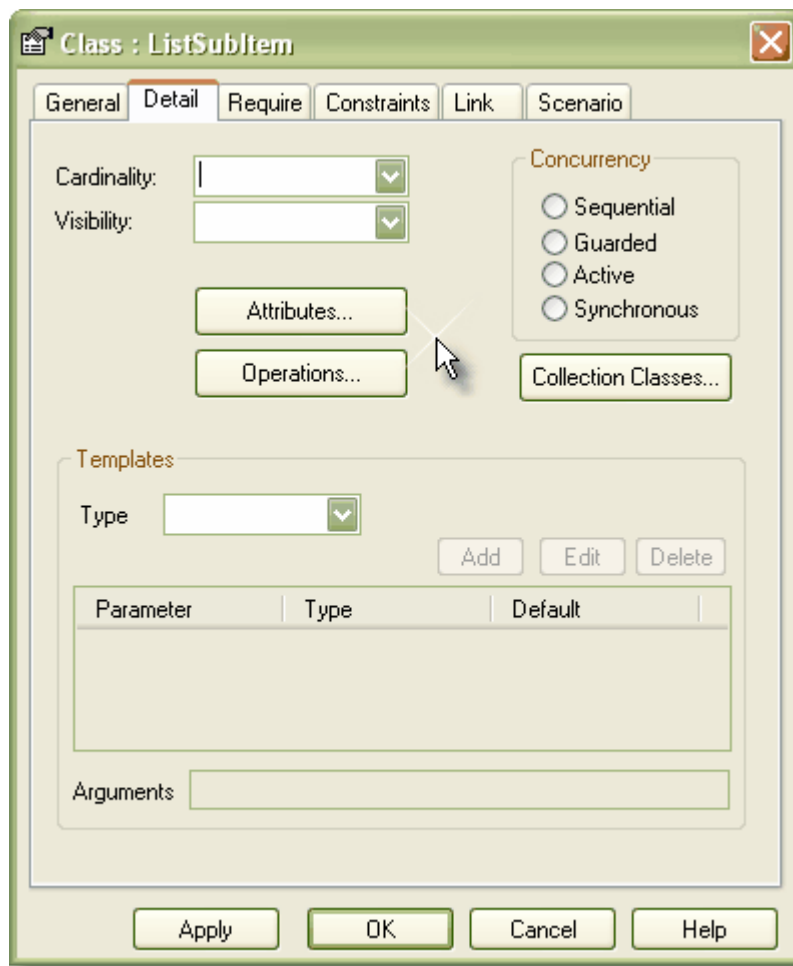 Class : ListSubItem
General Detail Require Constraints Link Scenario
Cardinality:
Visibility:
Concurrency
Sequential
Guarded
Active
Synchronous
Attributes...
Operations...
Collection Classes...
Templates
Type
Add Edit Delete
Parameter Type Default
Arguments
Apply OK Cancel Help